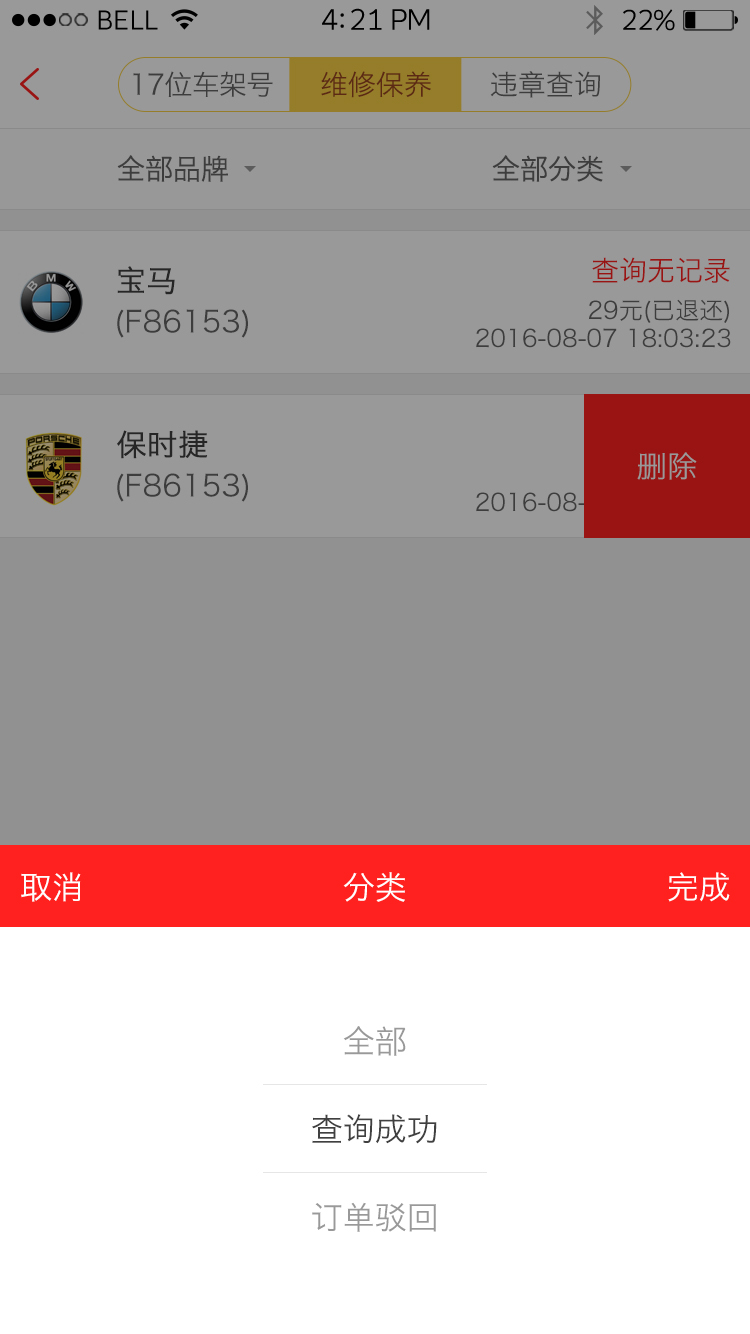 BELL 4:21 PM 22%
17位车架号 维修保养 违章查询
全部品牌 全部分类
宝马
(F86153)
查询无记录
29元(已退还)
2016-08-07 18:03:23
BMW
保时捷
(F86153)
2016-08-
删除
PORSCHE
取消 分类 完成
全部
查询成功
订单驳回